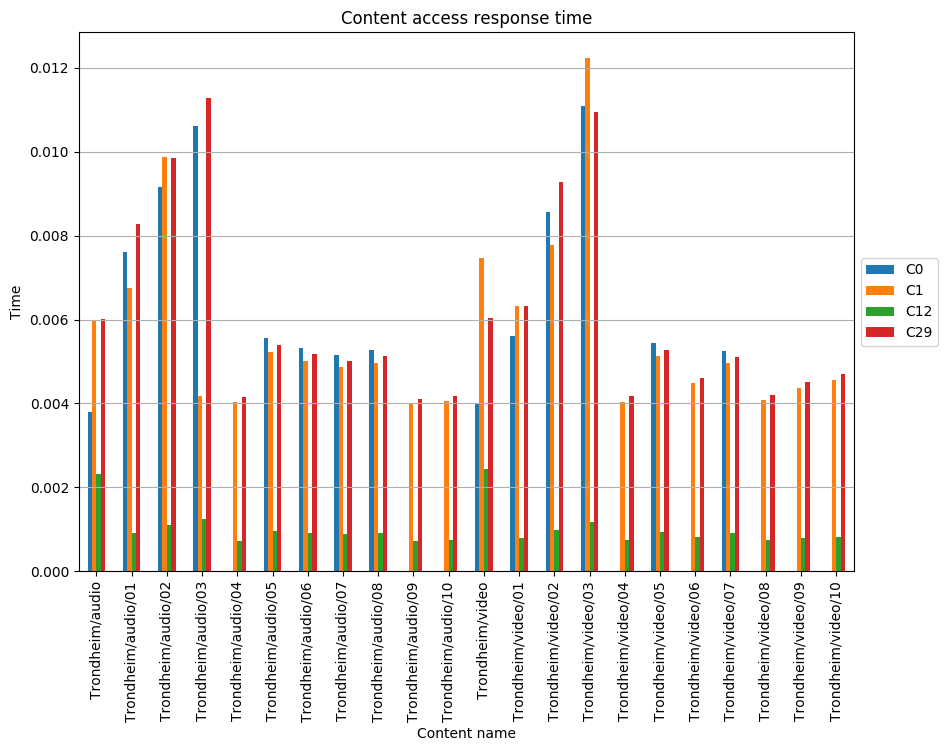 Content access response time
0.012
0.010
0.008
0.006
0.004
0.002
0.000
Time
C0
C1
C12
C29
Trondheim/audio
Trondheim/audio/01
Trondheim/audio/02
Trondheim/audio/03
Trondheim/audio/04
Trondheim/audio/05
Trondheim/audio/06
Trondheim/audio/07
Trondheim/audio/08
Trondheim/audio/09
Trondheim/audio/10
Trondheim/video
Trondheim/video/01
Trondheim/video/02
Trondheim/video/03
Trondheim/video/04
Trondheim/video/05
Trondheim/video/06
Trondheim/video/07
Trondheim/video/08
Trondheim/video/09
Trondheim/video/10
Content name